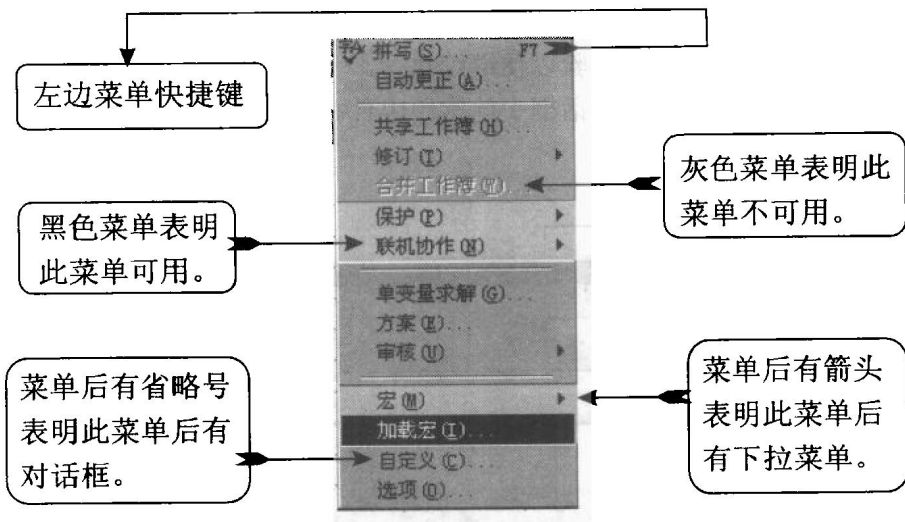 拼写(S)... F7
自动更正(A)...
共享工作簿(H)...
修订(T)
合并工作簿(W)...
保护(P)
联机协作(N)
单变量求解(G)...
方案(E)...
审核(U)
宏(M)
加载宏(I)...
自定义(C)...
选项(O)...
左边菜单快捷键
黑色菜单表明
此菜单可用。
菜单后有省略号
表明此菜单后有
对话框。
灰色菜单表明此
菜单不可用。
菜单后有箭头
表明此菜单后
有下拉菜单。